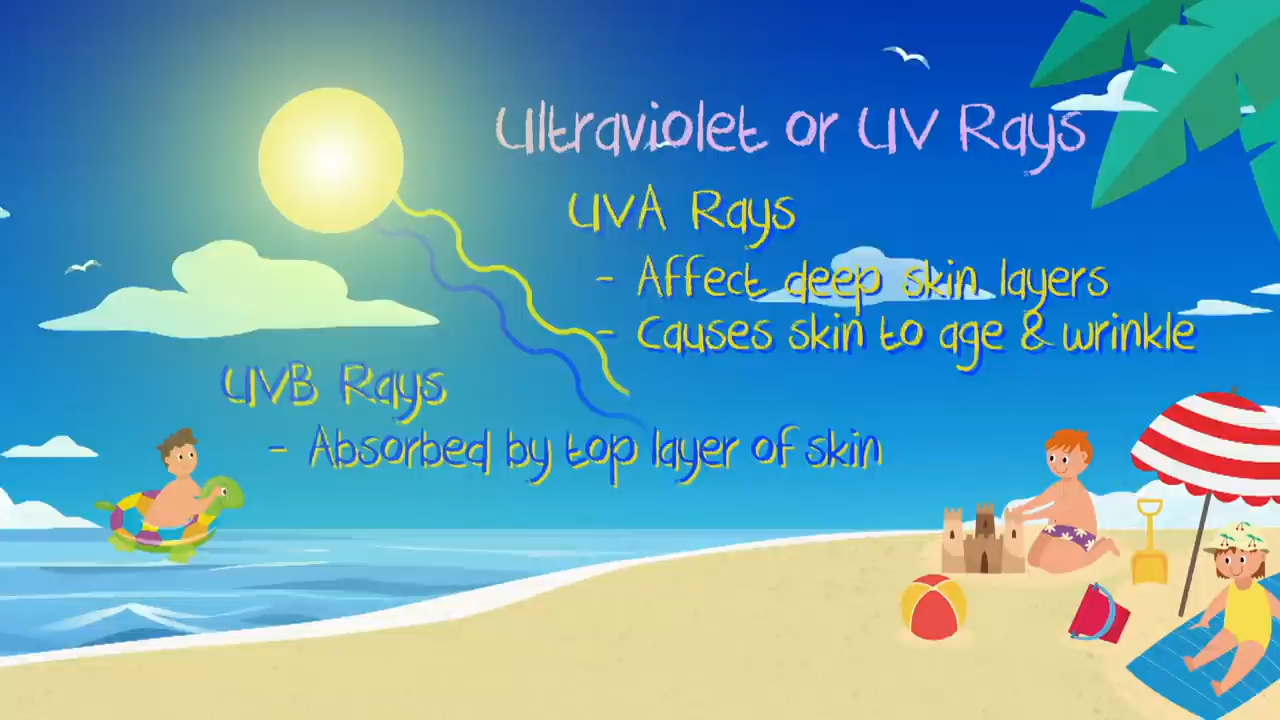 Ultraviolet or UV Rays
UVA Rays
- Affect deep skin layers
- Causes skin to age & wrinkle
UVB Rays
- Absorbed by top layer of skin